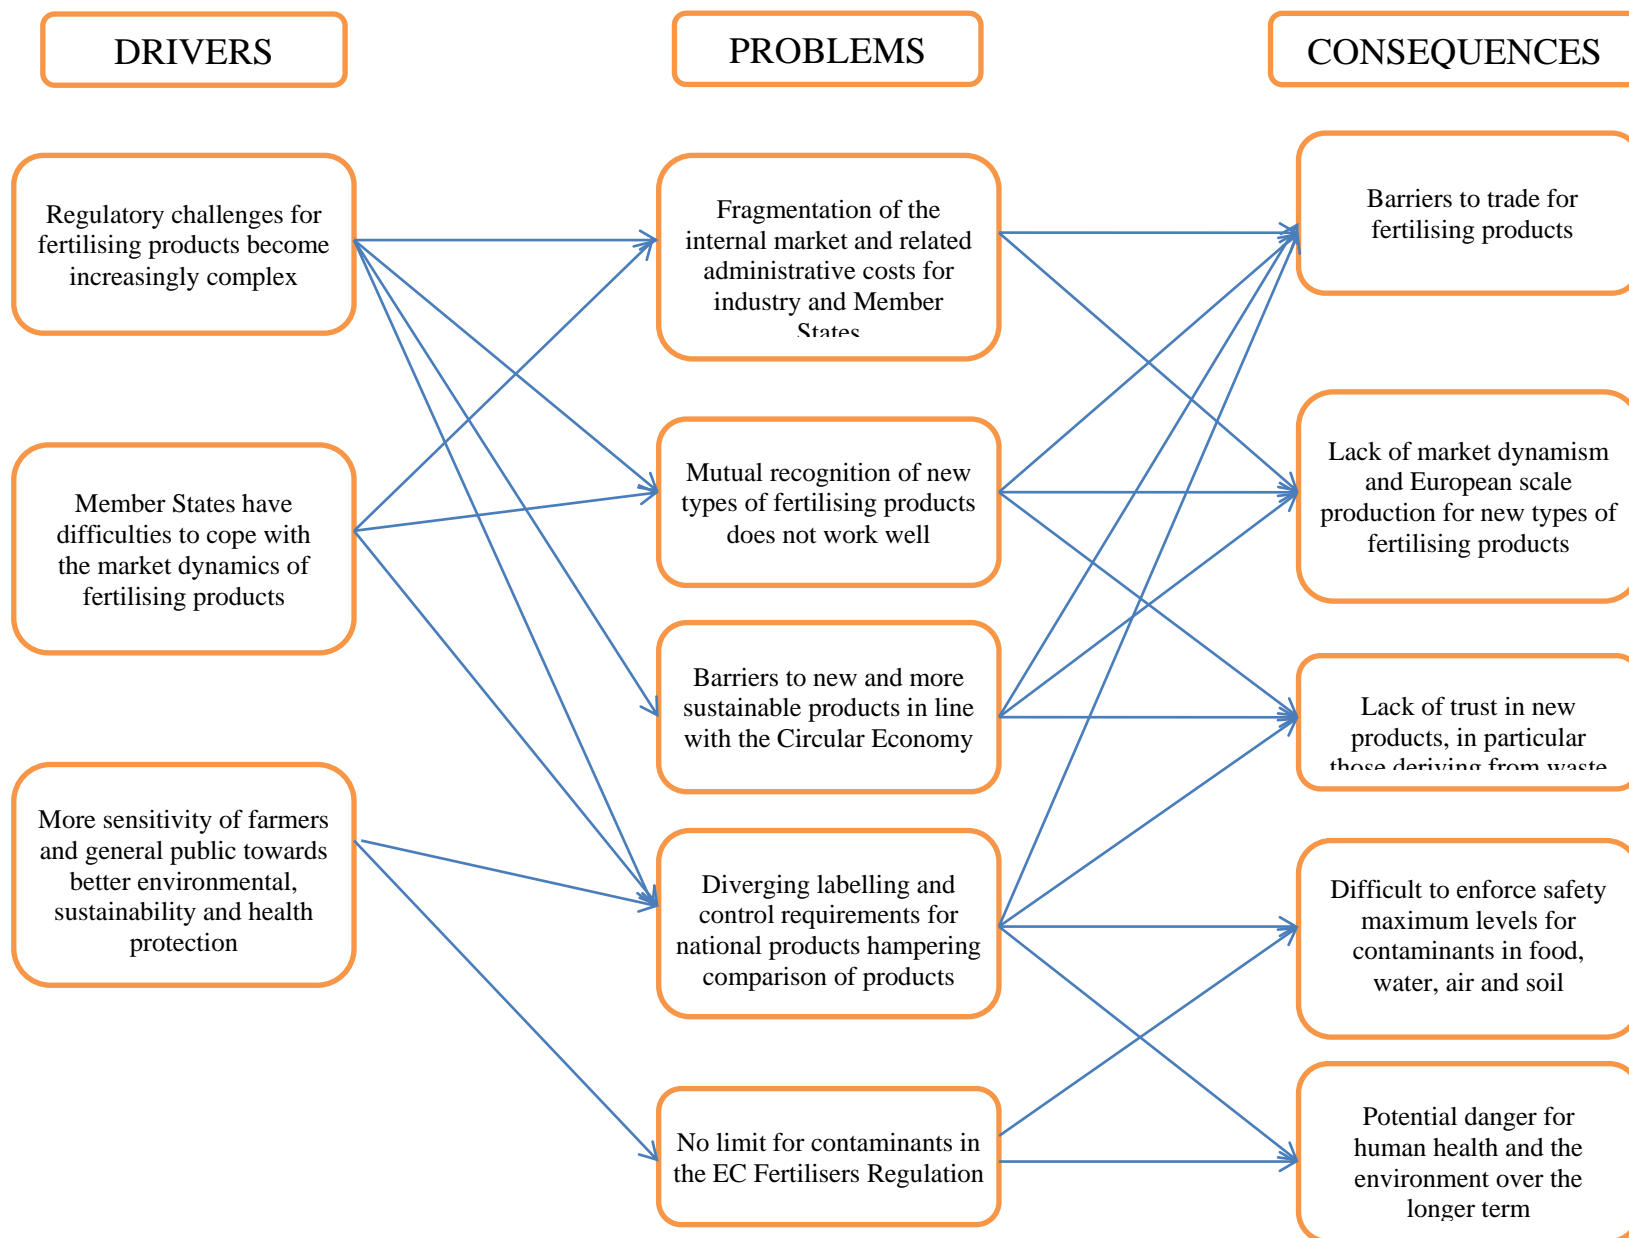 DRIVERS
PROBLEMS
CONSEQUENCES
Regulatory challenges for
fertilising products become
increasingly complex
Member States have
difficulties to cope with
the market dynamics of
fertilising products
More sensitivity of farmers
and general public towards
better environmental,
sustainability and health
protection
Fragmentation of the
internal market and related
administrative costs for
industry and Member
States
Mutual recognition of new
types of fertilising products
does not work well
Barriers to new and more
sustainable products in line
with the Circular Economy
Diverging labelling and
control requirements for
national products hampering
comparison of products
No limit for contaminants in
the EC Fertilisers Regulation
Barriers to trade for
fertilising products
Lack of market dynamism
and European scale
production for new types of
fertilising products
Lack of trust in new
products, in particular
those deriving from waste
Difficult to enforce safety
maximum levels for
contaminants in food,
water, air and soil
Potential danger for
human health and the
environment over the
longer term